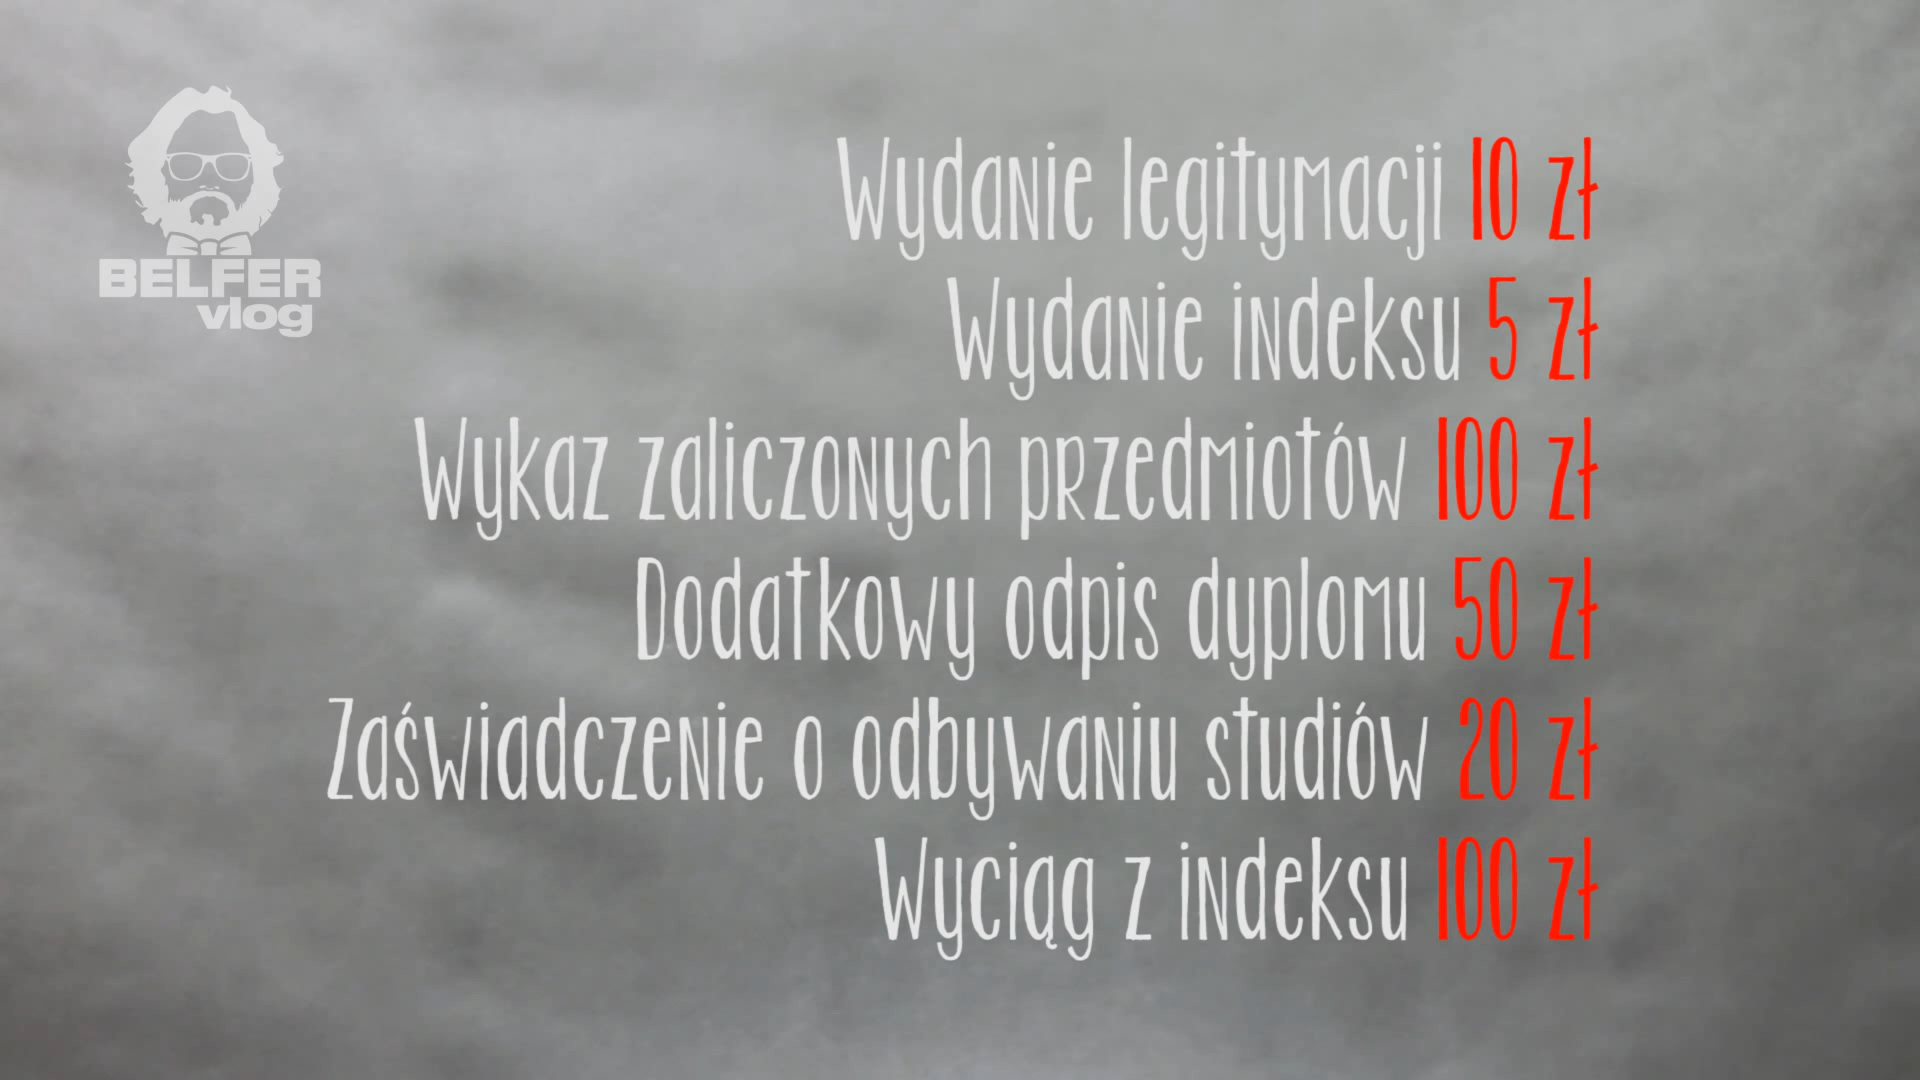 BELFER
vlog
Wydanie legitymacji 10 zł
Wydanie indeksu 5 zł
Wykaz zaliczonych przedmiotów 100 zł
Dodatkowy odpis dyplomu 50 zł
Zaświadczenie o odbywaniu studiów 20 zł
Wyciąg z indeksu 100 zł